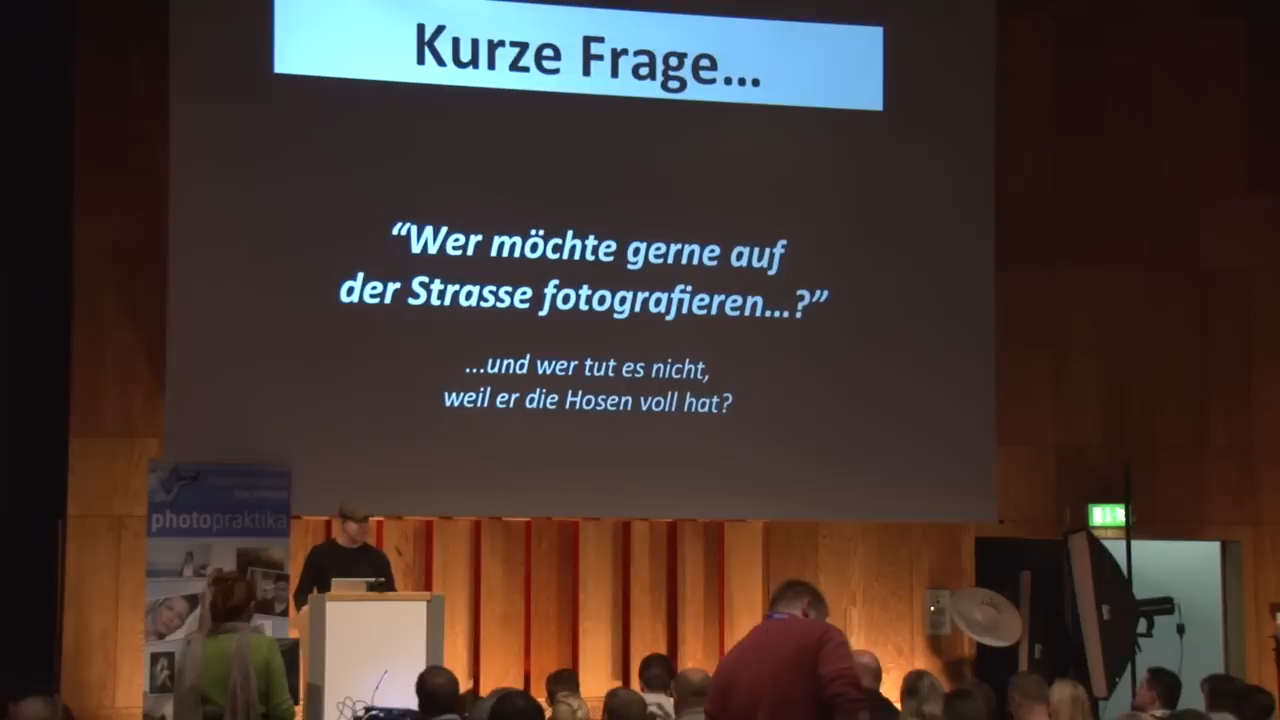 Kurze Frage...
“Wer möchte gerne auf
der Strasse fotografieren...?”
...und wer tut es nicht,
weil er die Hosen voll hat?
photopraktika